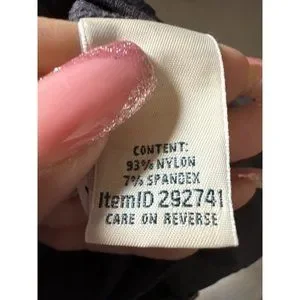 CONTENT:
93% NYLON
7% SPANDEX
ItemID 292741
CARE ON REVERSE